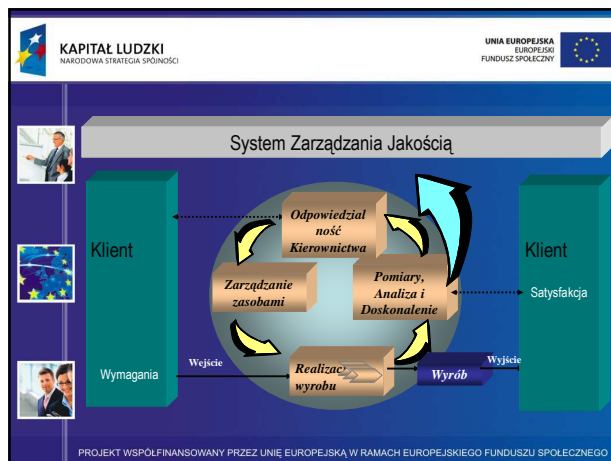 KAPITAŁ LUDZKI
NARODOWA STRATEGIA SPÓJNOŚCI
UNIA EUROPEJSKA
EUROPEJSKI
FUNDUSZ SPOŁECZNY
System Zarządzania Jakością
Odpowiedzial
ność
Kierownictwa
Klient
Klient
Zarządzanie
zasobami
Pomiary,
Analiza i
Doskonalenie
Satysfakcja
Wymagania
Wejście
Realizac
wyrobu
Wyrób
Wyjście
PROJEKT WSPÓŁFINANSOWANY PRZEZ UNIĘ EUROPEJSKĄ W RAMACH EUROPEJSKIEGO FUNDUSZU SPOŁECZNEGO